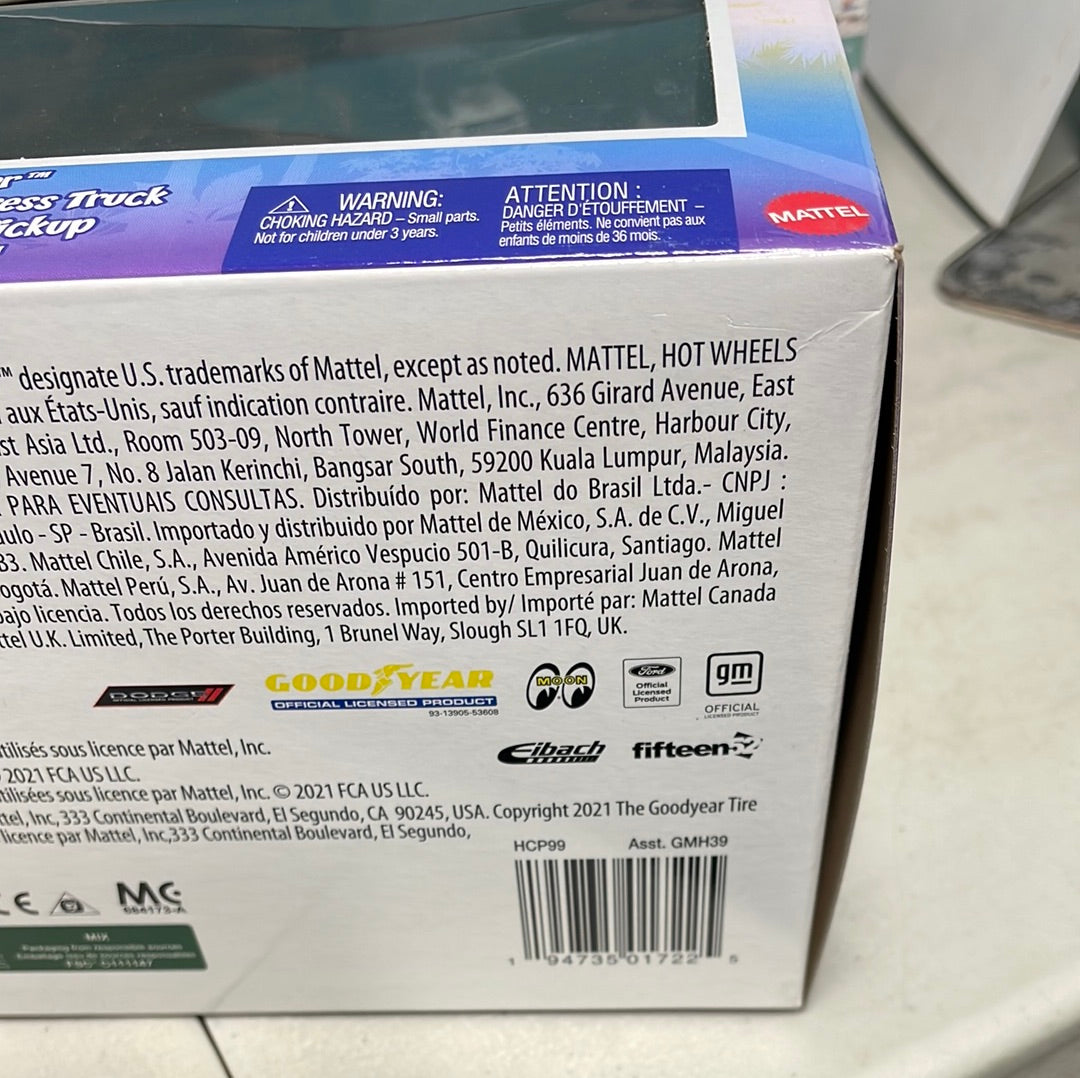 ess Truck
ickup
WARNING:
CHOKING HAZARD – Small parts.
Not for children under 3 years.
ATTENTION :
DANGER D'ÉTOUFFEMENT –
Petits éléments. Ne convient pas aux
enfants de moins de 36 mois.
MATTEL
™ designate U.S. trademarks of Mattel, except as noted. MATTEL, HOT WHEELS
aux États-Unis, sauf indication contraire. Mattel, Inc., 636 Girard Avenue, East
st Asia Ltd., Room 503-09, North Tower, World Finance Centre, Harbour City,
Avenue 7, No. 8 Jalan Kerinchi, Bangsar South, 59200 Kuala Lumpur, Malaysia.
PARA EVENTUAIS CONSULTAS. Distribuído por: Mattel do Brasil Ltda.- CNPJ :
ulo - SP - Brasil. Importado y distribuido por Mattel de México, S.A. de C.V., Miguel
83. Mattel Chile, S.A., Avenida Américo Vespucio 501-B, Quilicura, Santiago. Mattel
ogotá. Mattel Perú, S.A., Av. Juan de Arona # 151, Centro Empresarial Juan de Arona,
bajo licencia. Todos los derechos reservados. Imported by/ Importé par: Mattel Canada
ttel U.K. Limited, The Porter Building, 1 Brunel Way, Slough SL1 1FQ, UK.
DODGE
GOODYEAR
OFFICIAL LICENSED PRODUCT
93-13905-53608
MOON
Ford
Official
Licensed
Product
gm
OFFICIAL
LICENSED PRODUCT
Eibach
fifteen52
tilisés sous licence par Mattel, Inc.
2021 FCA US LLC.
tilisées sous licence par Mattel, Inc. © 2021 FCA US LLC.
ttel, Inc, 333 Continental Boulevard, El Segundo, CA 90245, USA. Copyright 2021 The Goodyear Tire
licence par Mattel, Inc,333 Continental Boulevard, El Segundo,
HCP99 Asst. GMH39
CE
MC
MIX
Packaging from responsible sources
1 94735 01722 5